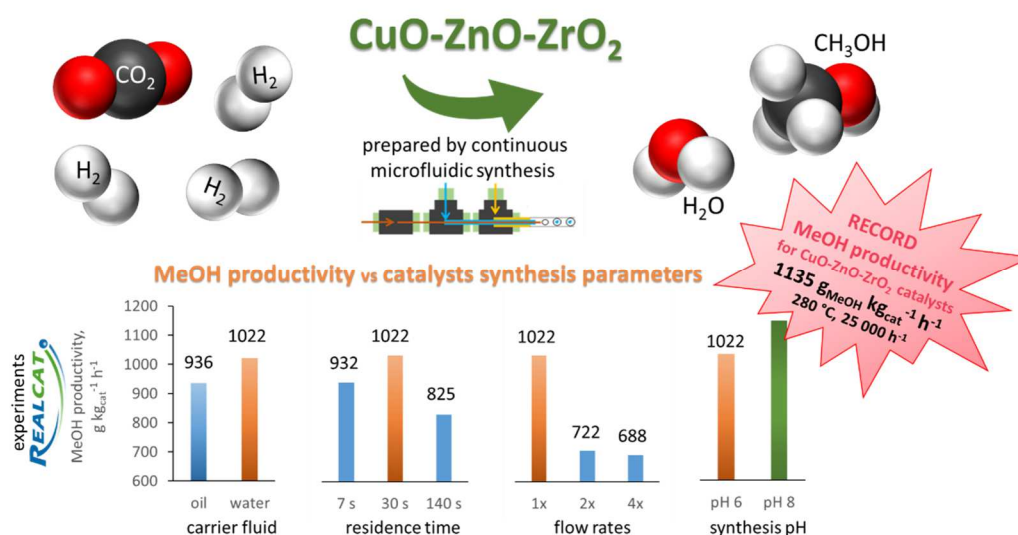 CuO-ZnO-ZrO₂
CO₂
H₂
H₂
H₂
prepared by continuous
microfluidic synthesis
CH₃OH
H₂O
RECORD
MeOH productivity
for CuO-ZnO-ZrO₂ catalysts
1135 gMeOH kgcat⁻¹ h⁻¹
280 °C, 25 000 h⁻¹
MeOH productivity vs catalysts synthesis parameters
experiments
REALCAT
MeOH productivity,
g kgcat⁻¹ h⁻¹
1200
1100
1000
900
800
700
600
936
1022
oil
water
carrier fluid
932
1022
825
7 s
30 s
140 s
residence time
1022
722
688
1x
2x
4x
flow rates
1022
pH 6
pH 8
synthesis pH